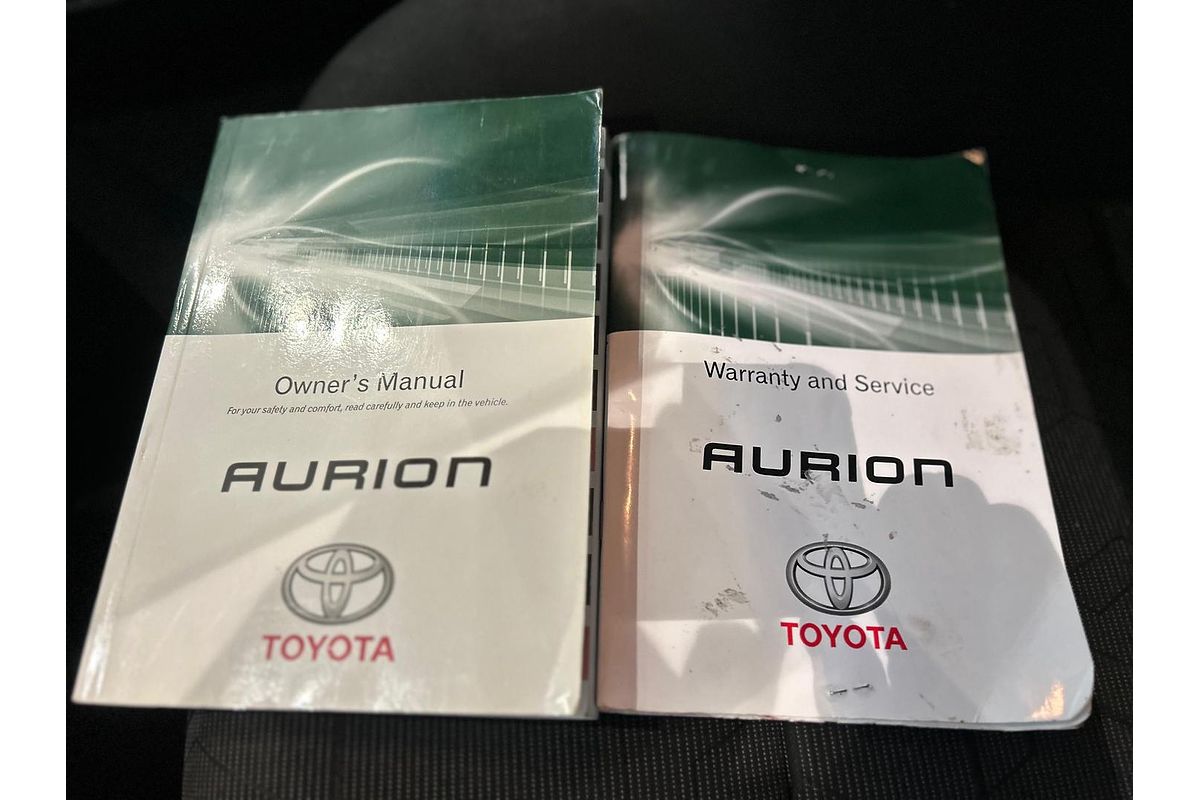 Owner's Manual
For your safety and comfort, read carefully and keep in the vehicle.
AURION
TOYOTA
Warranty and Service
AURION
TOYOTA